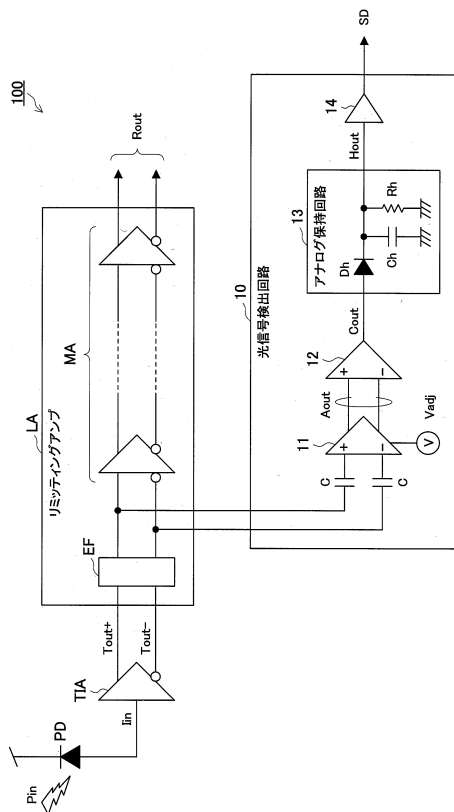 100
LA
リミッティングアンプ
MA
Rout
EF
Tout+
Tout−
TIA
Iin
PD
Pin
10
光信号検出回路
13
アナログ保持回路
Dh
Ch
Rh
Hout
14
SD
Cout
12
Aout
11
Vadj
V
C
C
+
−
+
−